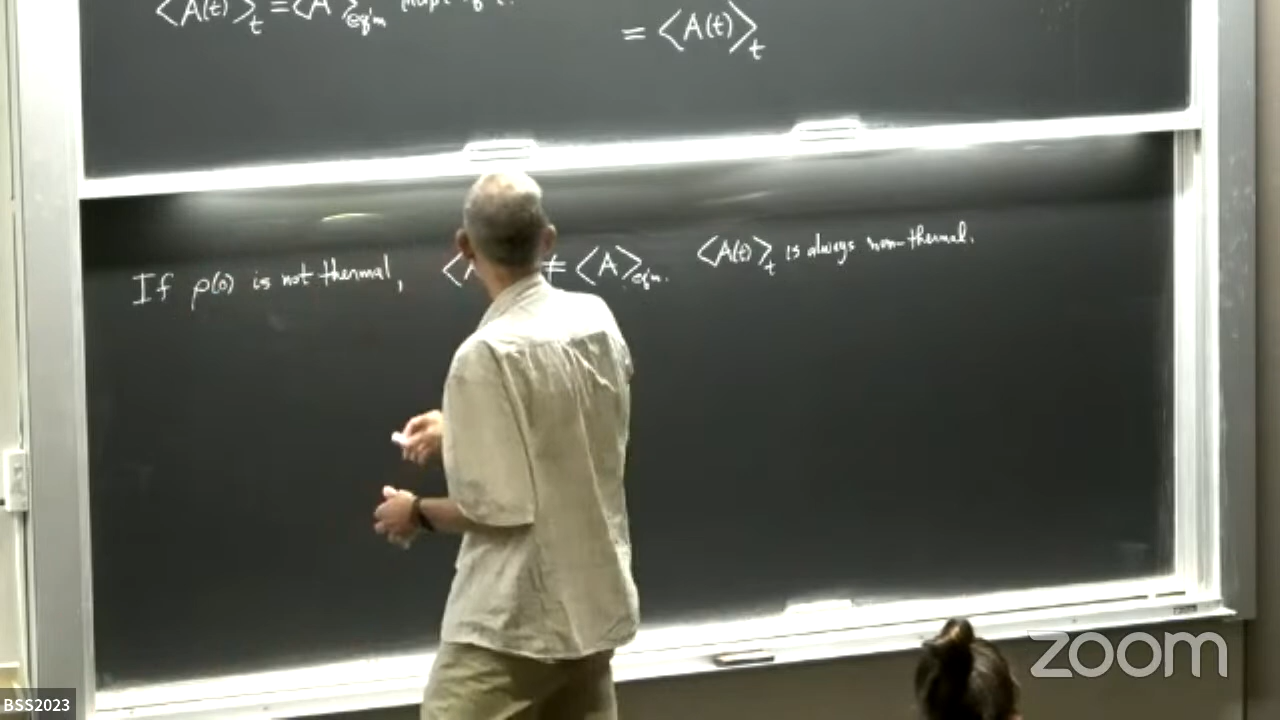 ⟨A(t)⟩_t = ⟨A⟩_eq'm
= ⟨A(t)⟩_t
If ρ(0) is not thermal, ⟨A ≠ ⟨A⟩_eq'm. ⟨A(t)⟩_t is always non-thermal.
zoom
BSS2023